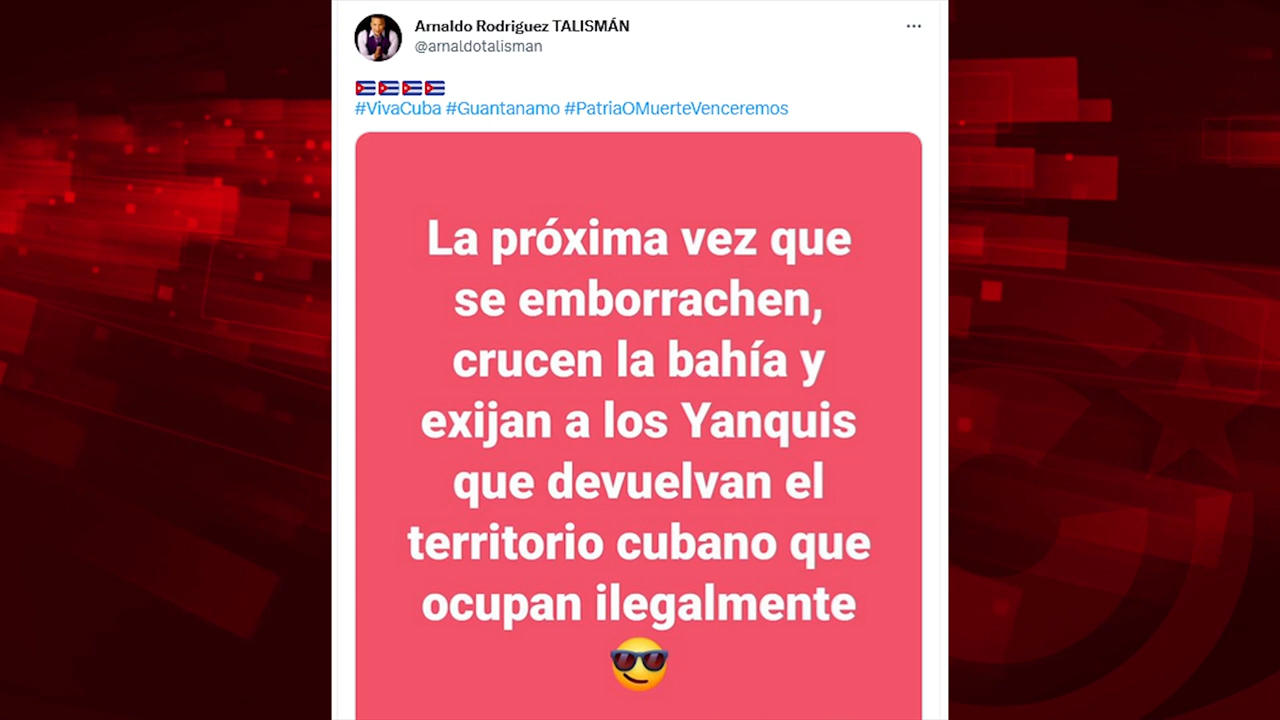 Arnaldo Rodriguez TALISMÁN
@arnaldotalisman
🇨🇺🇨🇺🇨🇺🇨🇺
#VivaCuba #Guantanamo #PatriaOMuerteVenceremos
La próxima vez que
se emborrachen,
crucen la bahía y
exijan a los Yanquis
que devuelvan el
territorio cubano que
ocupan ilegalmente
😎